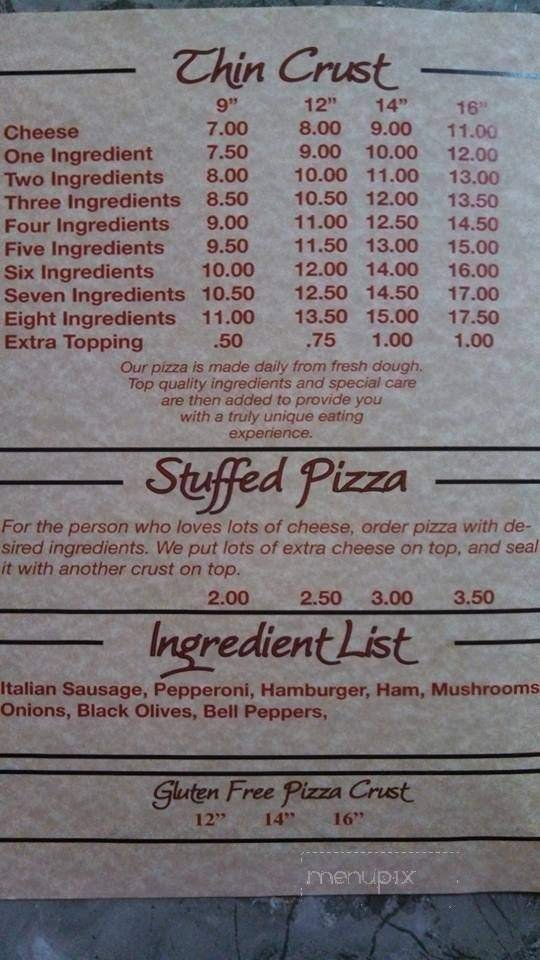 Thin Crust
9" 12" 14" 16"
Cheese 7.00 8.00 9.00 11.00
One Ingredient 7.50 9.00 10.00 12.00
Two Ingredients 8.00 10.00 11.00 13.00
Three Ingredients 8.50 10.50 12.00 13.50
Four Ingredients 9.00 11.00 12.50 14.50
Five Ingredients 9.50 11.50 13.00 15.00
Six Ingredients 10.00 12.00 14.00 16.00
Seven Ingredients 10.50 12.50 14.50 17.00
Eight Ingredients 11.00 13.50 15.00 17.50
Extra Topping .50 .75 1.00 1.00
Our pizza is made daily from fresh dough.
Top quality ingredients and special care
are then added to provide you
with a truly unique eating
experience.
Stuffed Pizza
For the person who loves lots of cheese, order pizza with de-
sired ingredients. We put lots of extra cheese on top, and seal
it with another crust on top.
2.00 2.50 3.00 3.50
Ingredient List
Italian Sausage, Pepperoni, Hamburger, Ham, Mushrooms
Onions, Black Olives, Bell Peppers,
Gluten Free Pizza Crust
12" 14" 16"
menupix